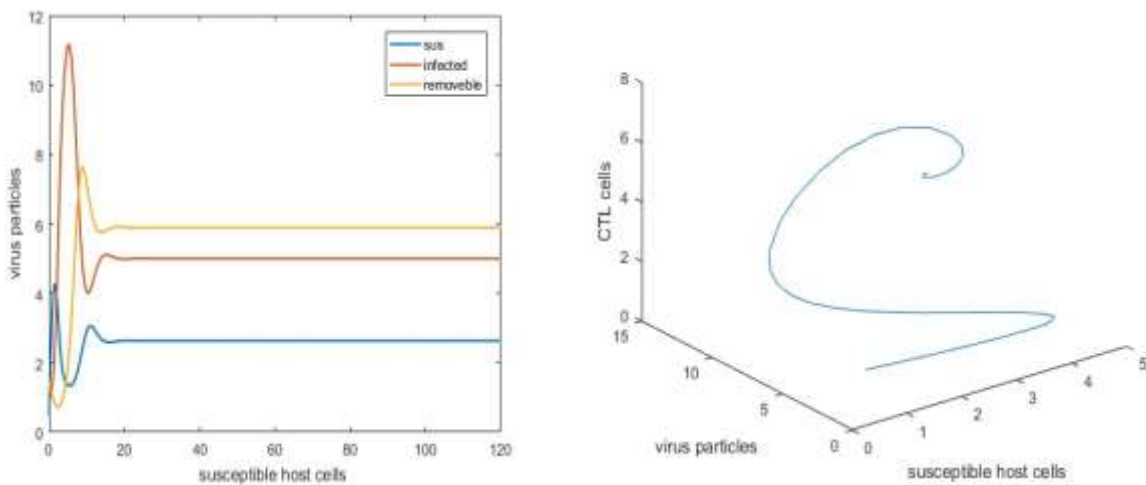 12
10
8
6
4
2
0
virus particles
sus
infected
removeble
0 20 40 60 80 100 120
susceptible host cells
8
6
4
2
0
CTL cells
15
10
5
0
virus particles
0
1
2
3
4
5
susceptible host cells